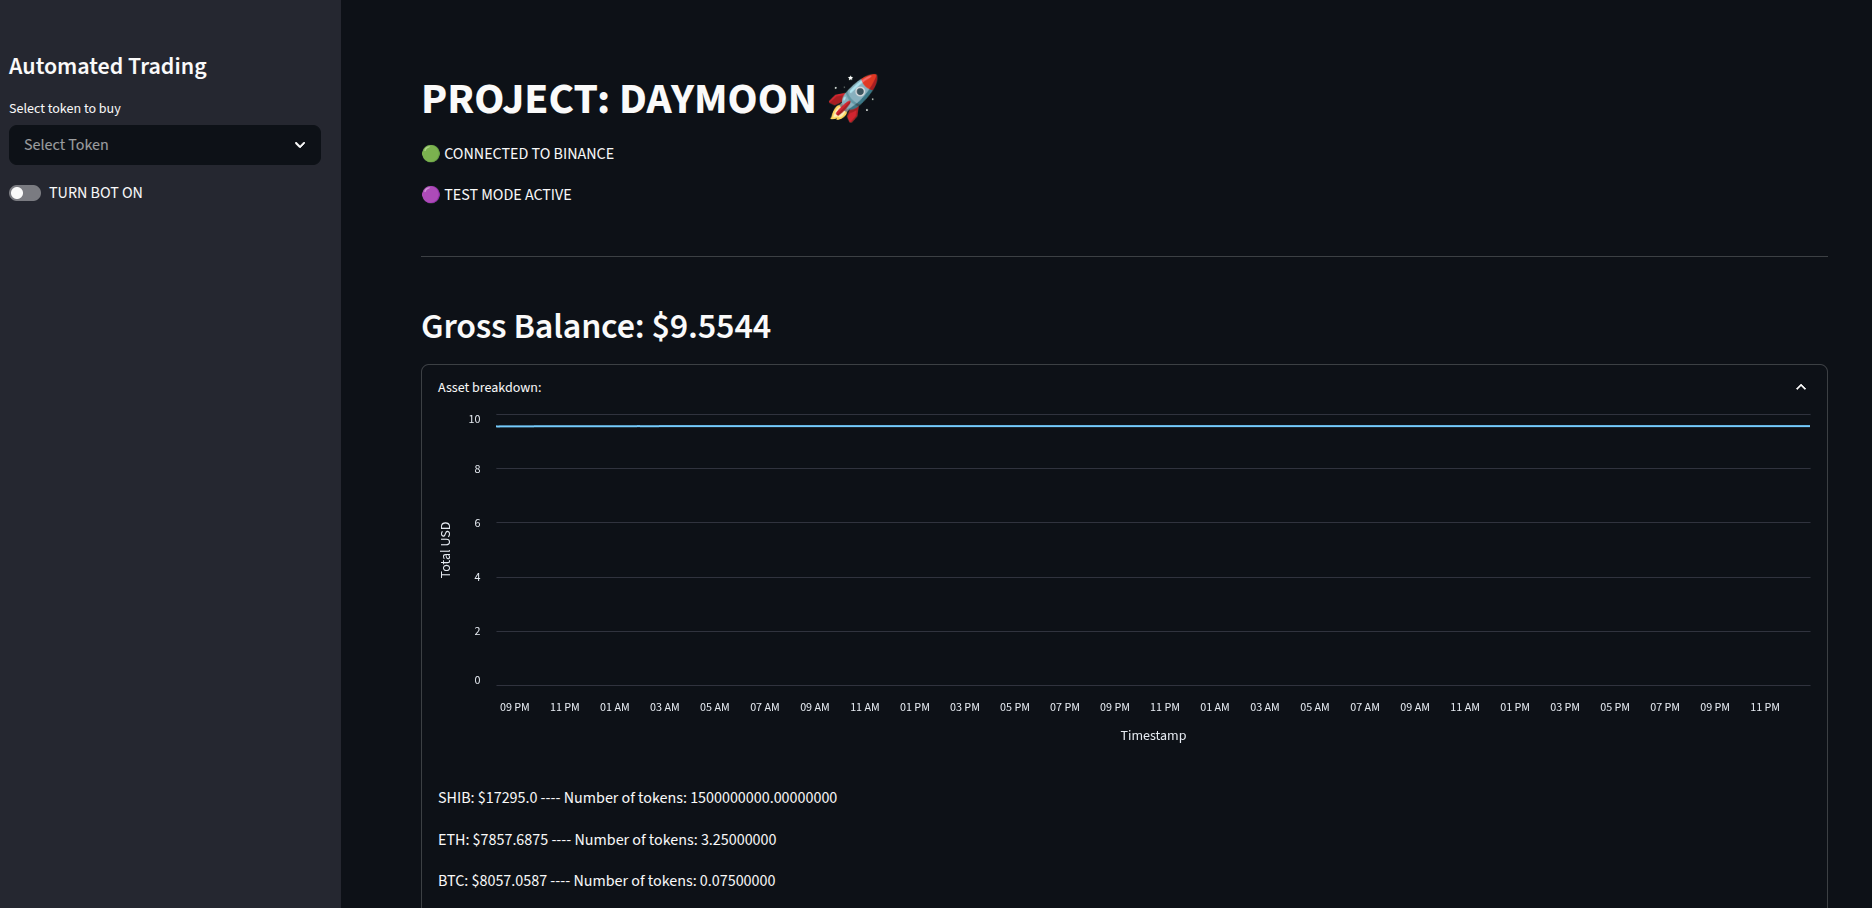 Automated Trading
Select token to buy
Select Token
TURN BOT ON
PROJECT: DAYMOON 🚀
🟢 CONNECTED TO BINANCE
🟣 TEST MODE ACTIVE
Gross Balance: $9.5544
Asset breakdown:
10
8
6
4
2
0
Total USD
09 PM 11 PM 01 AM 03 AM 05 AM 07 AM 09 AM 11 AM 01 PM 03 PM 05 PM 07 PM 09 PM 11 PM 01 AM 03 AM 05 AM 07 AM 09 AM 11 AM 01 PM 03 PM 05 PM 07 PM 09 PM 11 PM
Timestamp
SHIB: $17295.0 ---- Number of tokens: 1500000000.00000000
ETH: $7857.6875 ---- Number of tokens: 3.25000000
BTC: $8057.0587 ---- Number of tokens: 0.07500000